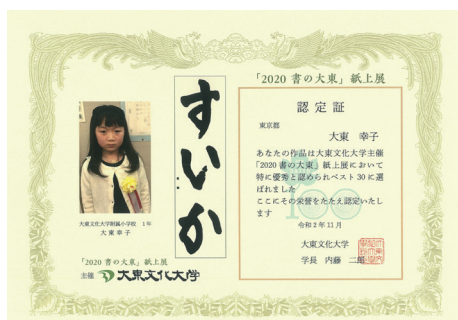 「2020 書の大東」紙上展
認定証
東京都
大東 幸子
あなたの作品は大東文化大学主催
「2020 書の大東」紙上展において
特に優秀と認められベスト30に選
ばれました
ここにその栄誉をたたえ認定いたし
ます
令和2年11月
大東文化大学
学長 内藤 二郎
すいか
大東文化大学附属小学校 1年
大東 幸子
「2020 書の大東」紙上展
主催 大東文化大学
100